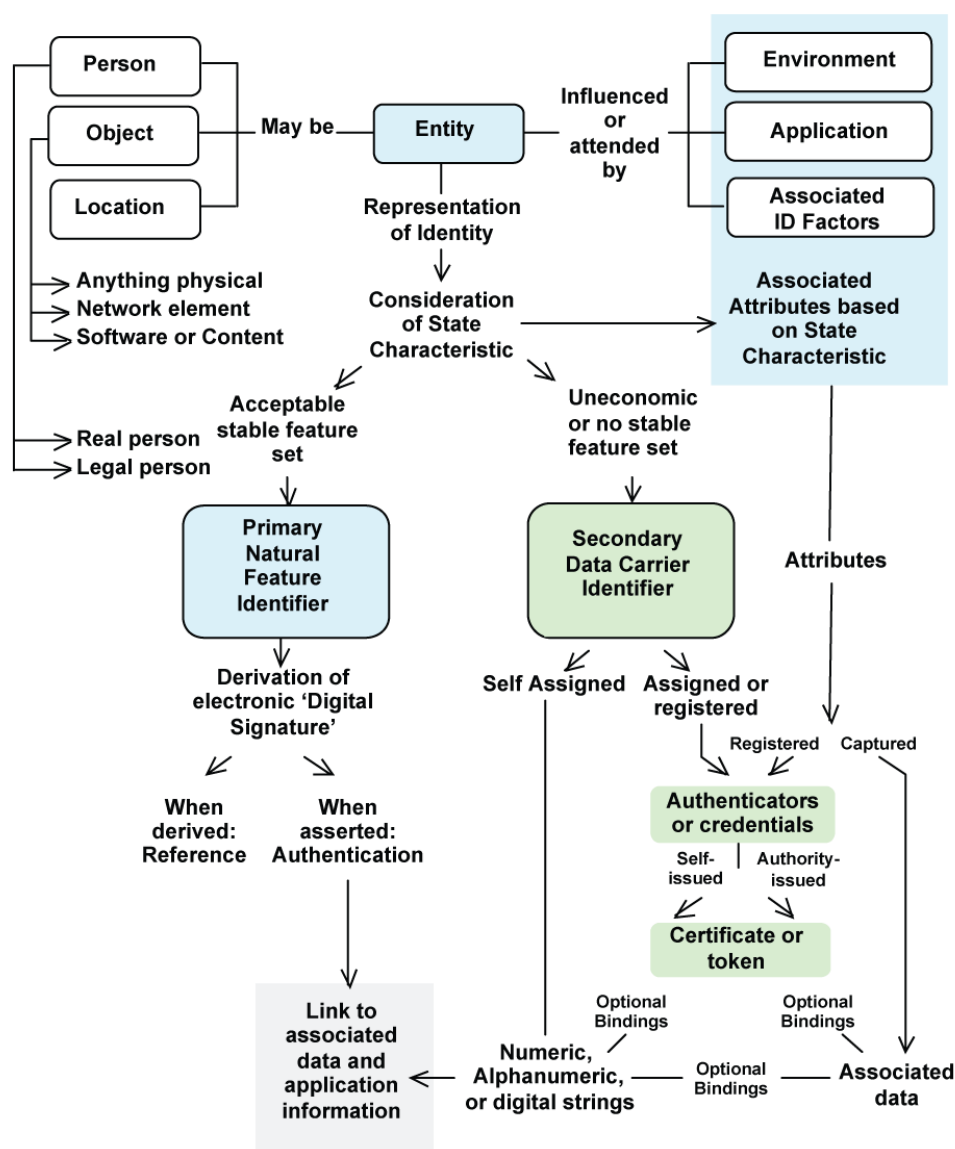 Person
Object
Location
May be
Entity
Influenced
or
attended
by
Environment
Application
Associated
ID Factors
Representation
of Identity
Anything physical
Network element
Software or Content
Consideration
of State
Characteristic
Associated
Attributes based
on State
Characteristic
Acceptable
stable feature
set
Uneconomic
or no stable
feature set
Real person
Legal person
Primary
Natural
Feature
Identifier
Secondary
Data Carrier
Identifier
Attributes
Derivation of
electronic ‘Digital
Signature’
Self Assigned
Assigned or
registered
Registered
Captured
When
derived:
Reference
When
asserted:
Authentication
Authenticators
or credentials
Self-
issued
Authority-
issued
Certificate or
token
Link to
associated
data and
application
information
Optional
Bindings
Optional
Bindings
Numeric,
Alphanumeric,
or digital strings
Optional
Bindings
Associated
data